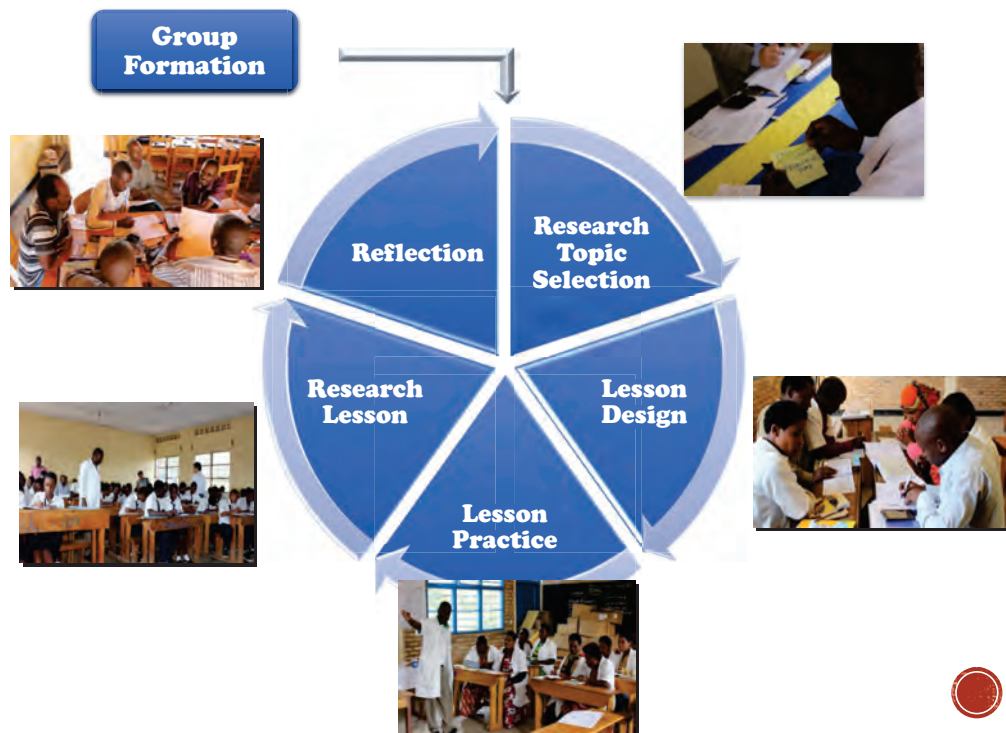 Group
Formation
Research
Topic
Selection
Lesson
Design
Lesson
Practice
Research
Lesson
Reflection